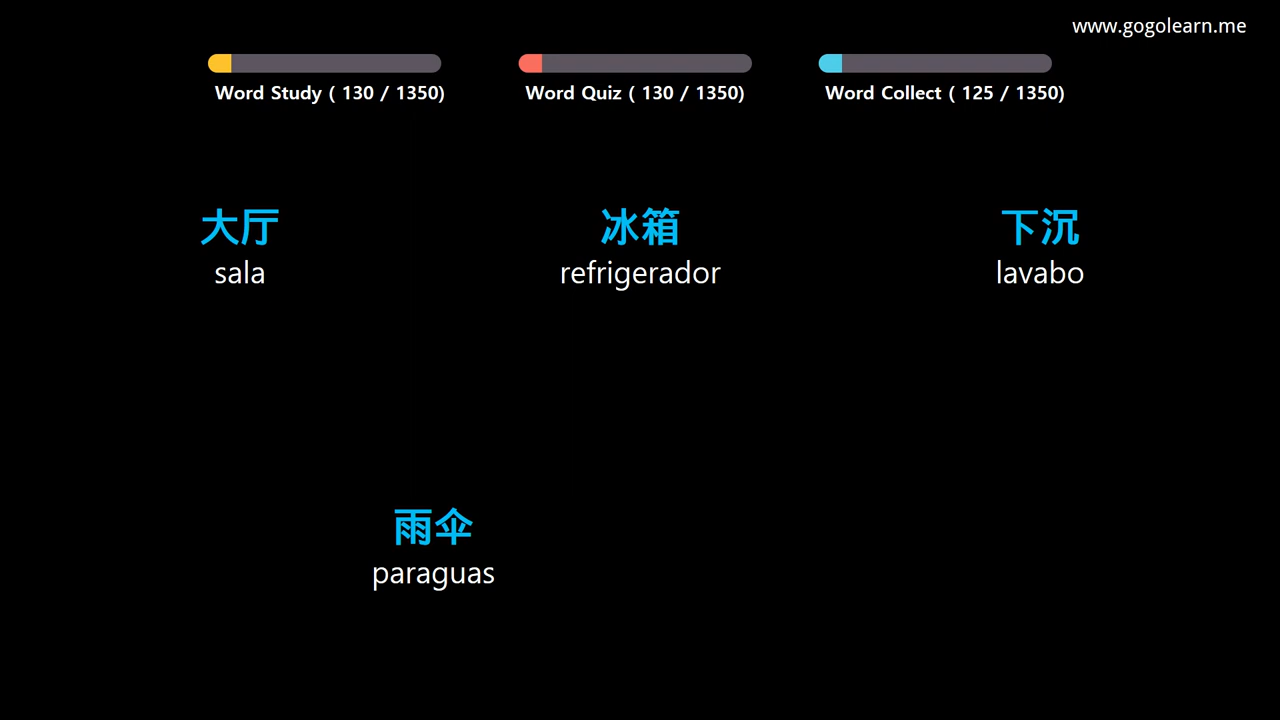 www.gogolearn.me
Word Study ( 130 / 1350)
Word Quiz ( 130 / 1350)
Word Collect ( 125 / 1350)
大厅
sala
冰箱
refrigerador
下沉
lavabo
雨伞
paraguas